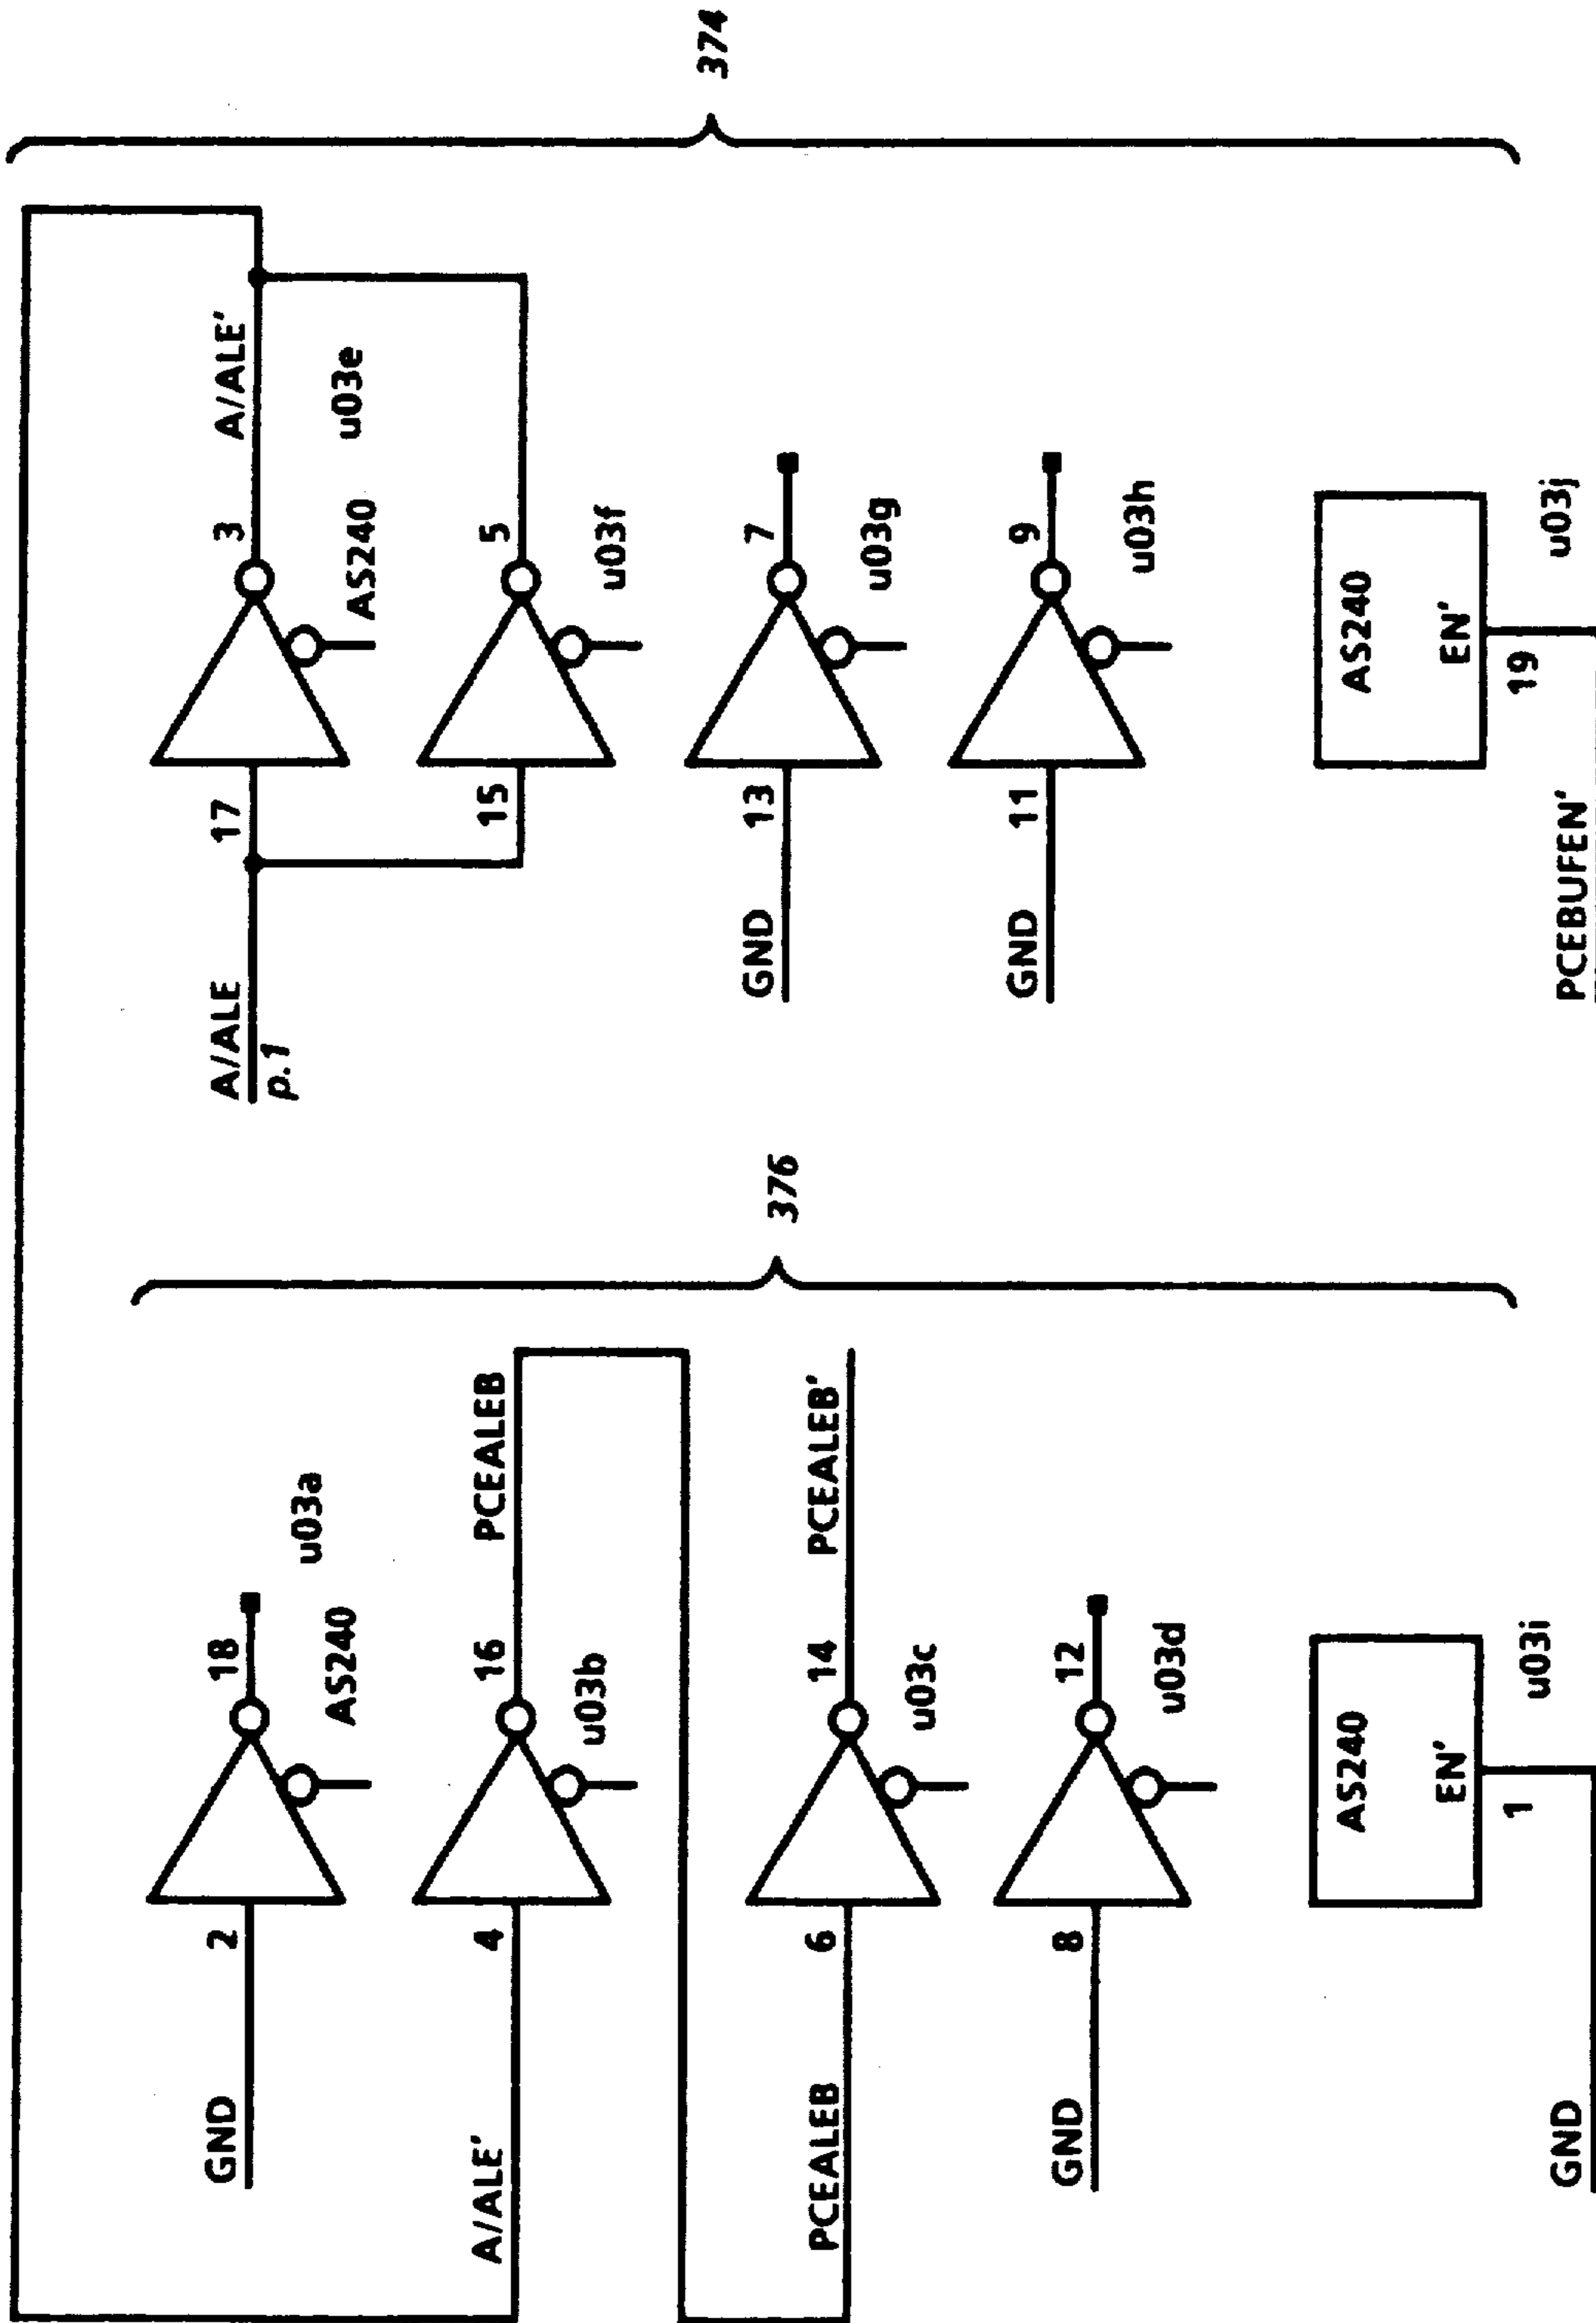 GND
2
18
AS240
u03a
A/ALE'
4
16
PCEALEB
u03b
PCEALEB
6
14
PCEALEB'
u03c
GND
8
12
u03d
AS240
EN'
1
u03i
GND
376
A/ALE
p.1
17
3
A/ALE'
AS240
u03e
15
5
u03f
GND
13
7
u03g
GND
11
9
u03h
AS240
EN'
19
u03j
PCEBUFEN'
374